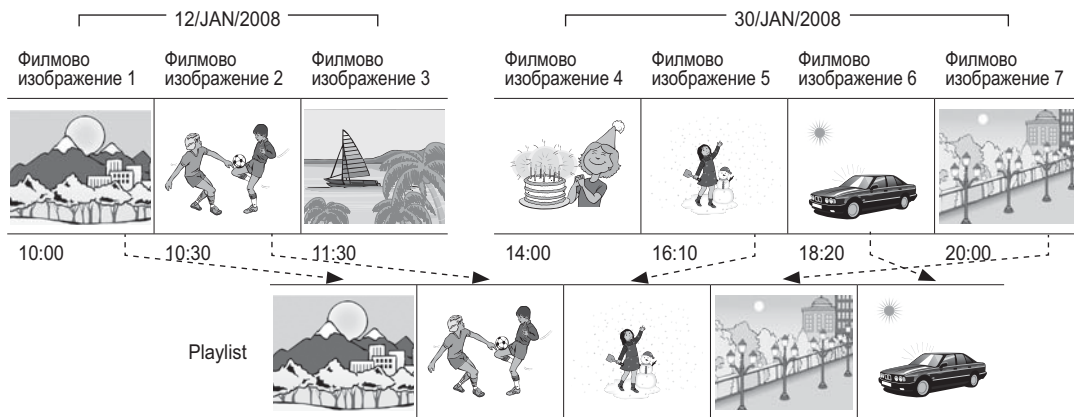 12/JAN/2008
30/JAN/2008
Филмово изображение 1
Филмово изображение 2
Филмово изображение 3
Филмово изображение 4
Филмово изображение 5
Филмово изображение 6
Филмово изображение 7
10:00
10:30
11:30
14:00
16:10
18:20
20:00
Playlist